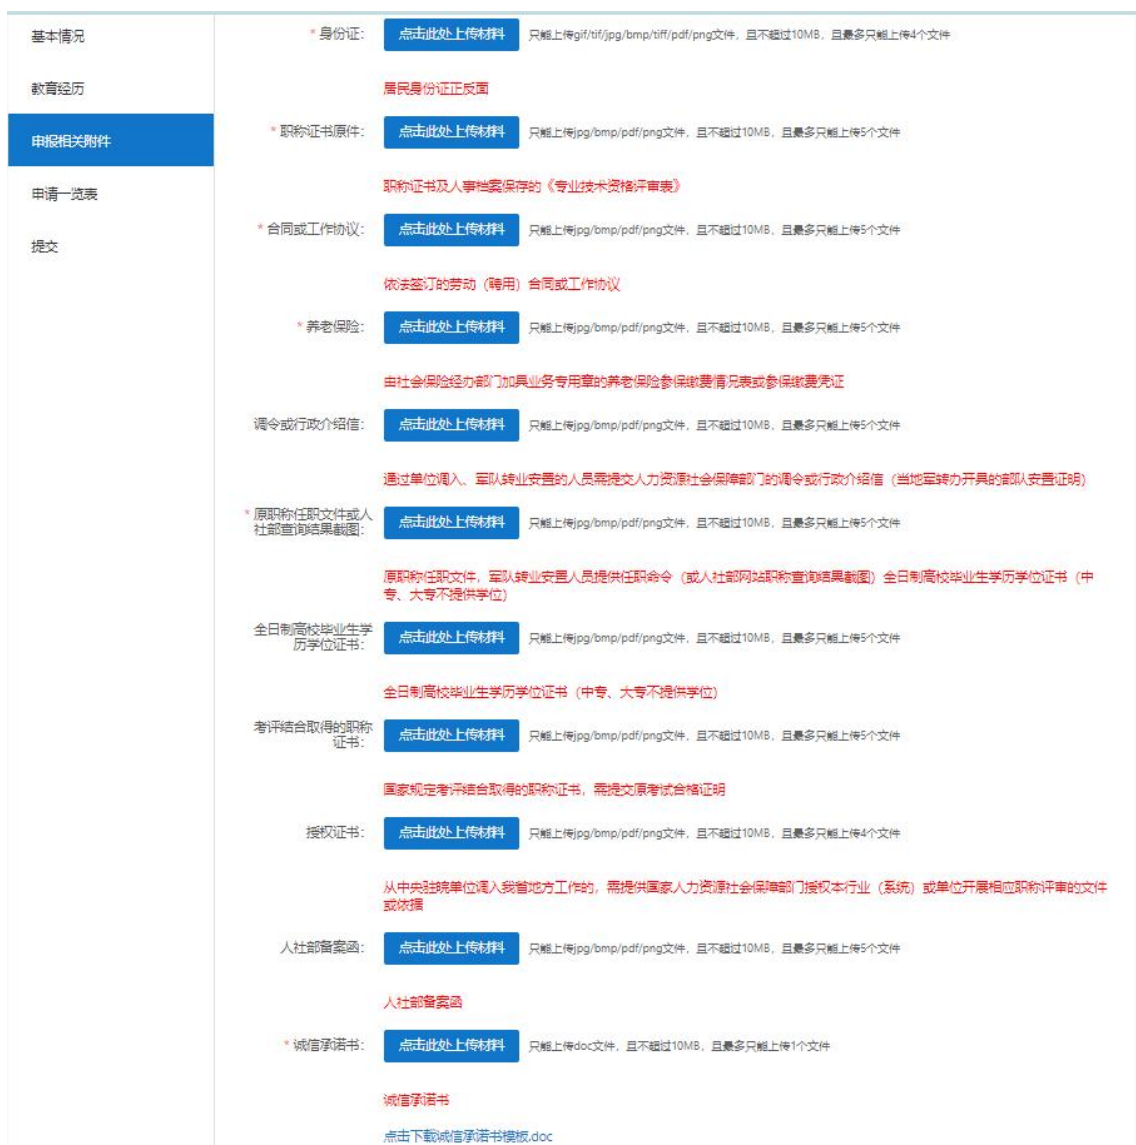 基本情况
教育经历
申报相关附件
申请一览表
提交
* 身份证: 点击此处上传材料 只能上传gif/tif/jpg/bmp/tiff/pdf/png文件，且不超过10MB，且最多只能上传4个文件
居民身份证正反面
* 职称证书原件: 点击此处上传材料 只能上传jpg/bmp/pdf/png文件，且不超过10MB，且最多只能上传5个文件
职称证书及人事档案保存的《专业技术资格评审表》
* 合同或工作协议: 点击此处上传材料 只能上传jpg/bmp/pdf/png文件，且不超过10MB，且最多只能上传5个文件
依法签订的劳动（聘用）合同或工作协议
* 养老保险: 点击此处上传材料 只能上传jpg/bmp/pdf/png文件，且不超过10MB，且最多只能上传5个文件
由社会保险经办部门加具业务专用章的养老保险参保缴费情况表或参保缴费凭证
调令或行政介绍信: 点击此处上传材料 只能上传jpg/bmp/pdf/png文件，且不超过10MB，且最多只能上传5个文件
通过单位调入、军队转业安置的人员需提交人力资源社会保障部门的调令或行政介绍信（当地军转办开具的部队安置证明）
* 原职称任职文件或人
社部查询结果截图: 点击此处上传材料 只能上传jpg/bmp/pdf/png文件，且不超过10MB，且最多只能上传5个文件
原职称任职文件，军队转业安置人员提供任职命令（或人社部网站职称查询结果截图）全日制高校毕业生学历学位证书（中
专、大专不提供学位）
全日制高校毕业生学
历学位证书: 点击此处上传材料 只能上传jpg/bmp/pdf/png文件，且不超过10MB，且最多只能上传5个文件
全日制高校毕业生学历学位证书（中专、大专不提供学位）
考评结合取得的职称
证书: 点击此处上传材料 只能上传jpg/bmp/pdf/png文件，且不超过10MB，且最多只能上传5个文件
国家规定考评结合取得的职称证书，需提交原考试合格证明
授权证书: 点击此处上传材料 只能上传jpg/bmp/pdf/png文件，且不超过10MB，且最多只能上传4个文件
从中央驻皖单位调入我省地方工作的，需提供国家人力资源社会保障部门授权本行业（系统）或单位开展相应职称评审的文件
或依据
人社部备案函: 点击此处上传材料 只能上传jpg/bmp/pdf/png文件，且不超过10MB，且最多只能上传5个文件
人社部备案函
* 诚信承诺书: 点击此处上传材料 只能上传doc文件，且不超过10MB，且最多只能上传1个文件
诚信承诺书
点击下载诚信承诺书模板.doc